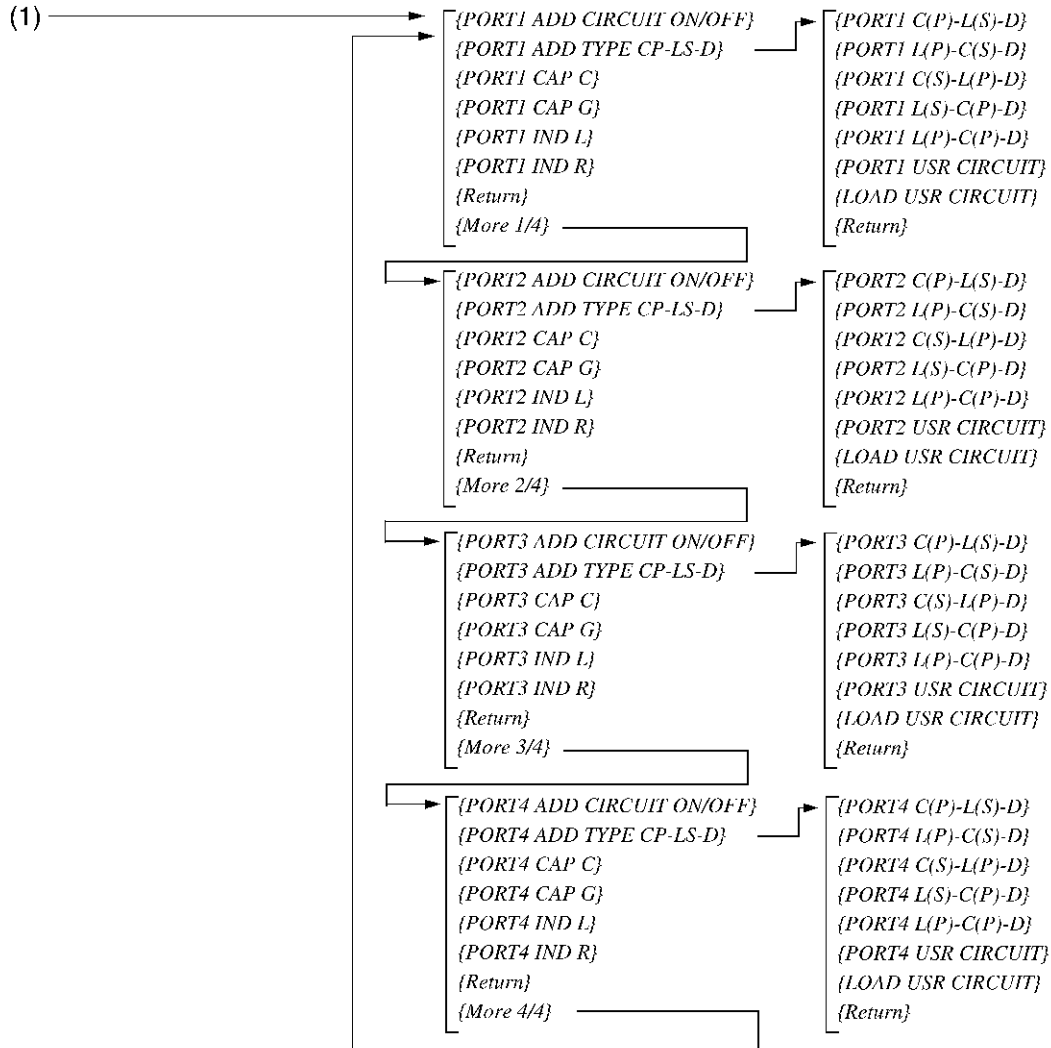 (1)
{PORT1 ADD CIRCUIT ON/OFF}
{PORT1 ADD TYPE CP-LS-D}
{PORT1 CAP C}
{PORT1 CAP G}
{PORT1 IND L}
{PORT1 IND R}
{Return}
{More 1/4}
{PORT1 C(P)-L(S)-D}
{PORT1 L(P)-C(S)-D}
{PORT1 C(S)-L(P)-D}
{PORT1 L(S)-C(P)-D}
{PORT1 L(P)-C(P)-D}
{PORT1 USR CIRCUIT}
{LOAD USR CIRCUIT}
{Return}
{PORT2 ADD CIRCUIT ON/OFF}
{PORT2 ADD TYPE CP-LS-D}
{PORT2 CAP C}
{PORT2 CAP G}
{PORT2 IND L}
{PORT2 IND R}
{Return}
{More 2/4}
{PORT2 C(P)-L(S)-D}
{PORT2 L(P)-C(S)-D}
{PORT2 C(S)-L(P)-D}
{PORT2 L(S)-C(P)-D}
{PORT2 L(P)-C(P)-D}
{PORT2 USR CIRCUIT}
{LOAD USR CIRCUIT}
{Return}
{PORT3 ADD CIRCUIT ON/OFF}
{PORT3 ADD TYPE CP-LS-D}
{PORT3 CAP C}
{PORT3 CAP G}
{PORT3 IND L}
{PORT3 IND R}
{Return}
{More 3/4}
{PORT3 C(P)-L(S)-D}
{PORT3 L(P)-C(S)-D}
{PORT3 C(S)-L(P)-D}
{PORT3 L(S)-C(P)-D}
{PORT3 L(P)-C(P)-D}
{PORT3 USR CIRCUIT}
{LOAD USR CIRCUIT}
{Return}
{PORT4 ADD CIRCUIT ON/OFF}
{PORT4 ADD TYPE CP-LS-D}
{PORT4 CAP C}
{PORT4 CAP G}
{PORT4 IND L}
{PORT4 IND R}
{Return}
{More 4/4}
{PORT4 C(P)-L(S)-D}
{PORT4 L(P)-C(S)-D}
{PORT4 C(S)-L(P)-D}
{PORT4 L(S)-C(P)-D}
{PORT4 L(P)-C(P)-D}
{PORT4 USR CIRCUIT}
{LOAD USR CIRCUIT}
{Return}